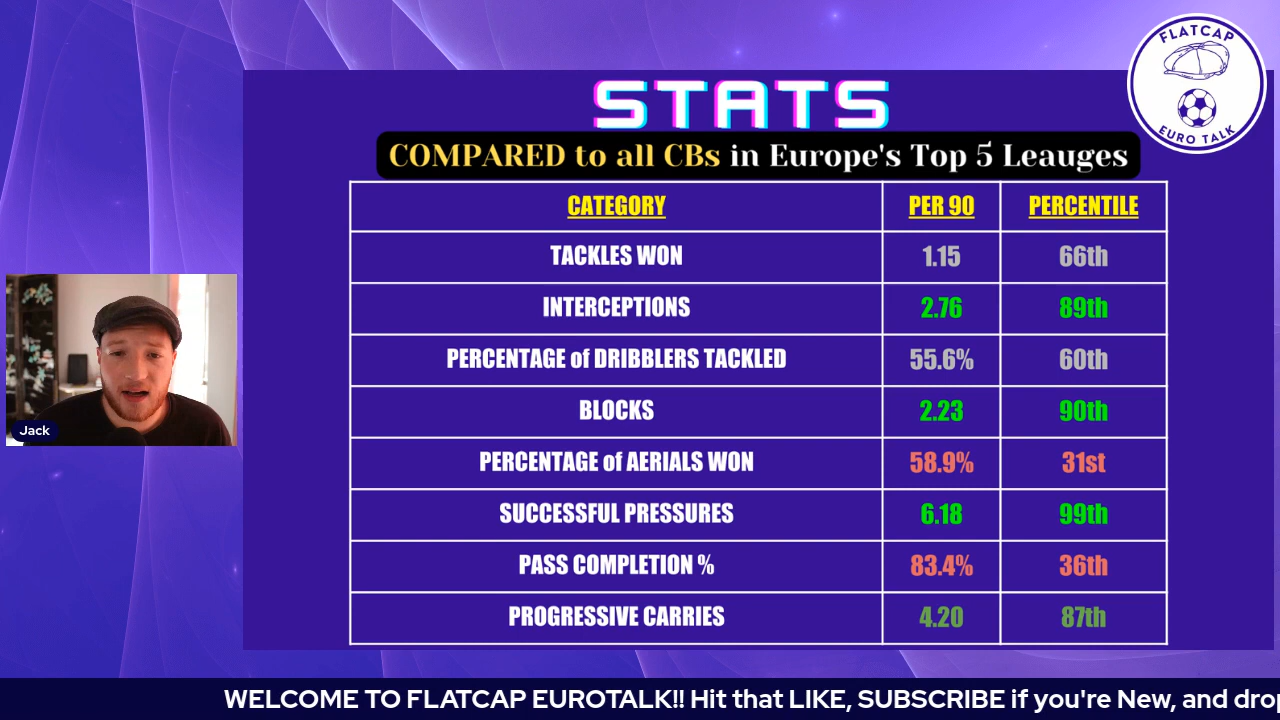 FLATCAP
EURO TALK
STATS
COMPARED to all CBs in Europe's Top 5 Leauges
CATEGORY PER 90 PERCENTILE
TACKLES WON 1.15 66th
INTERCEPTIONS 2.76 89th
PERCENTAGE of DRIBBLERS TACKLED 55.6% 60th
BLOCKS 2.23 90th
PERCENTAGE of AERIALS WON 58.9% 31st
SUCCESSFUL PRESSURES 6.18 99th
PASS COMPLETION % 83.4% 36th
PROGRESSIVE CARRIES 4.20 87th
Jack
WELCOME TO FLATCAP EUROTALK!! Hit that LIKE, SUBSCRIBE if you're New, and dro